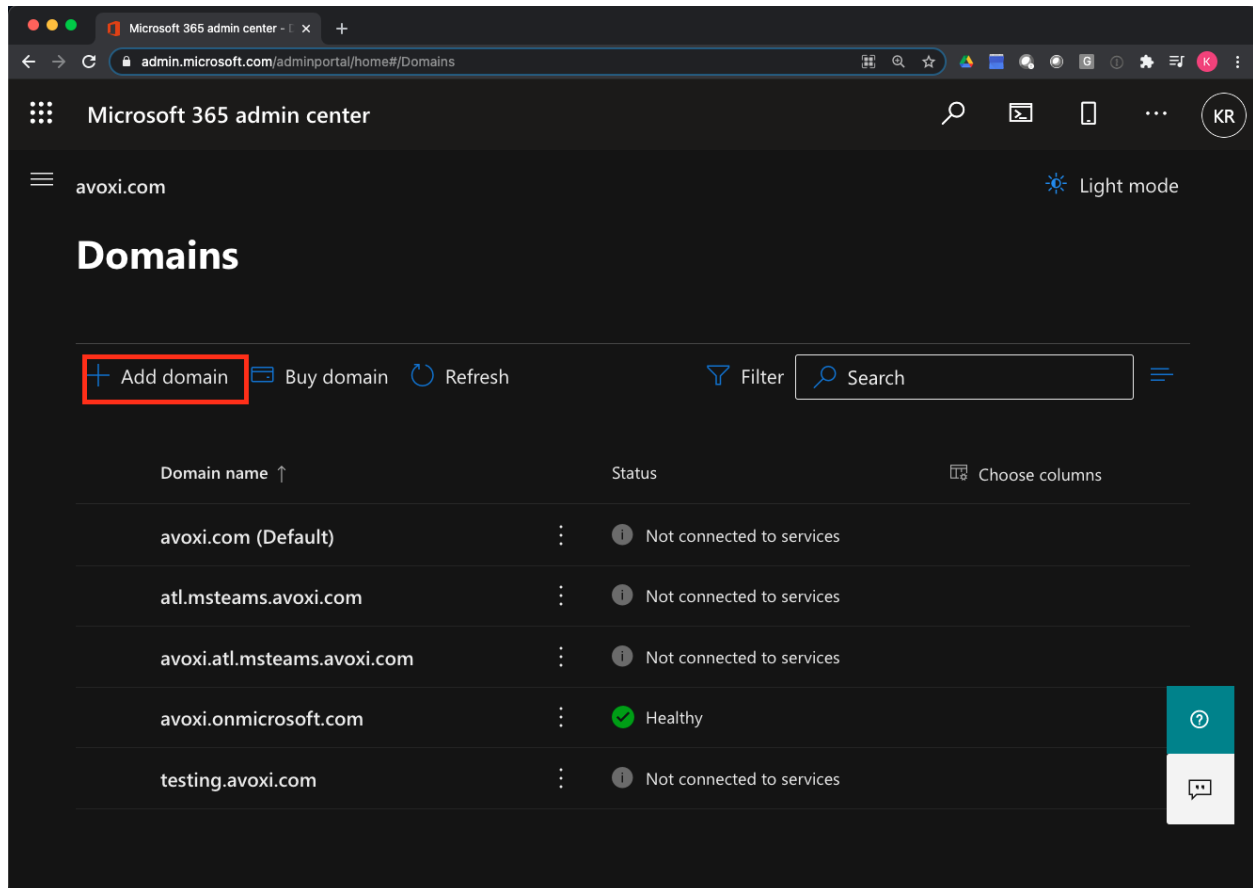 Microsoft 365 admin center - D
admin.microsoft.com/adminportal/home#/Domains
G
K
Microsoft 365 admin center
KR
avoxi.com
Light mode
Domains
Add domain Buy domain Refresh Filter Search
Domain name ↑ Status Choose columns
avoxi.com (Default) Not connected to services
atl.msteams.avoxi.com Not connected to services
avoxi.atl.msteams.avoxi.com Not connected to services
avoxi.onmicrosoft.com Healthy
testing.avoxi.com Not connected to services